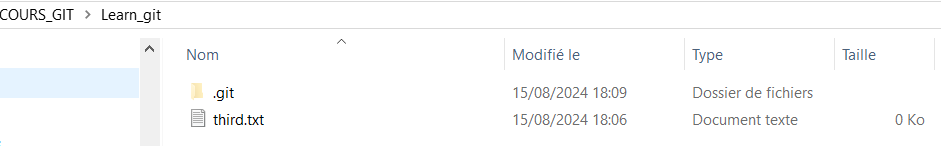 COURS_GIT > Learn_git
Nom Modifié le Type Taille
.git 15/08/2024 18:09 Dossier de fichiers
third.txt 15/08/2024 18:06 Document texte 0 Ko